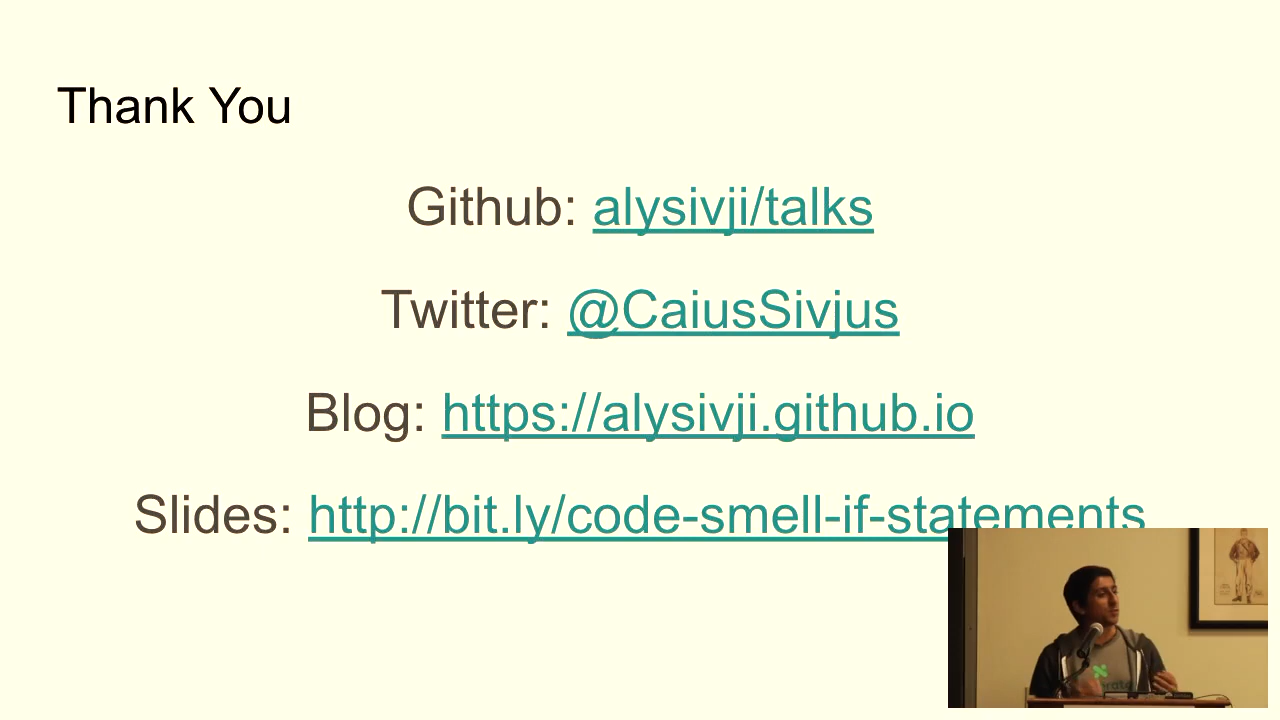 Thank You
Github: alysivji/talks
Twitter: @CaiusSivjus
Blog: https://alysivji.github.io
Slides: http://bit.ly/code-smell-if-statements